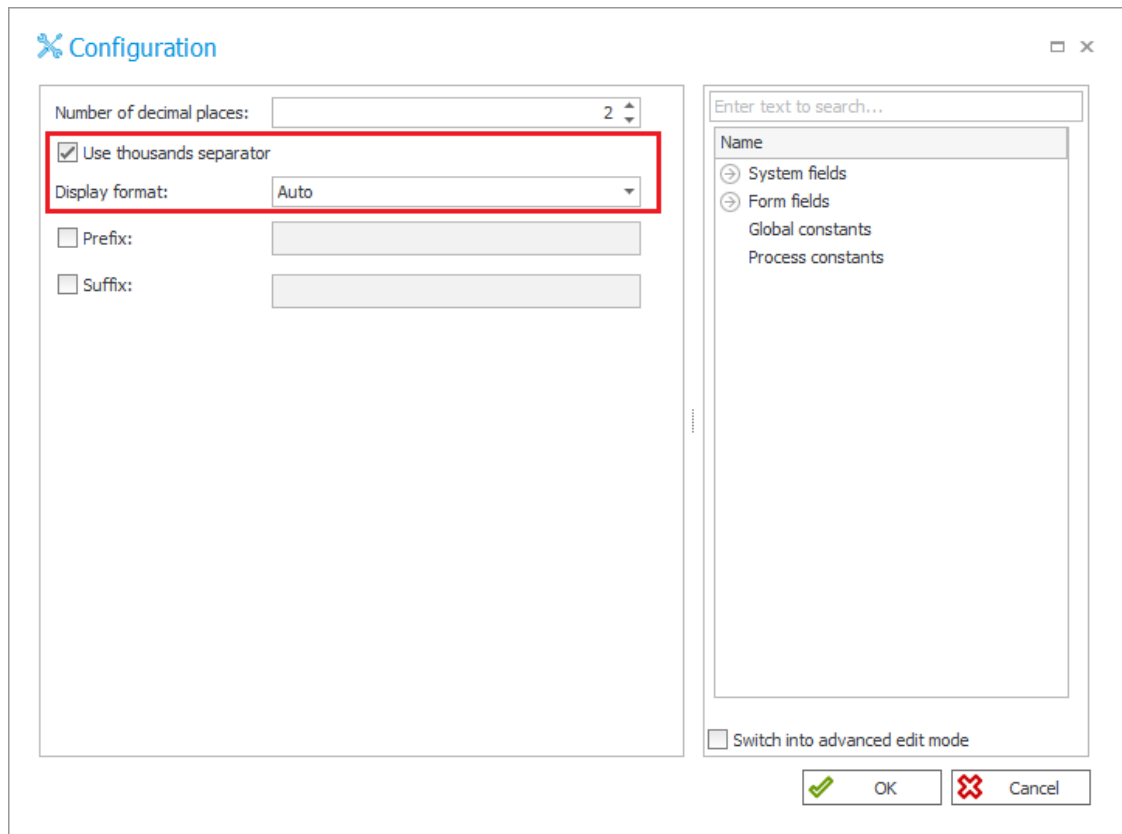 Configuration
Number of decimal places: 2
Use thousands separator
Display format: Auto
Prefix:
Suffix:
Enter text to search...
Name
System fields
Form fields
Global constants
Process constants
Switch into advanced edit mode
OK Cancel